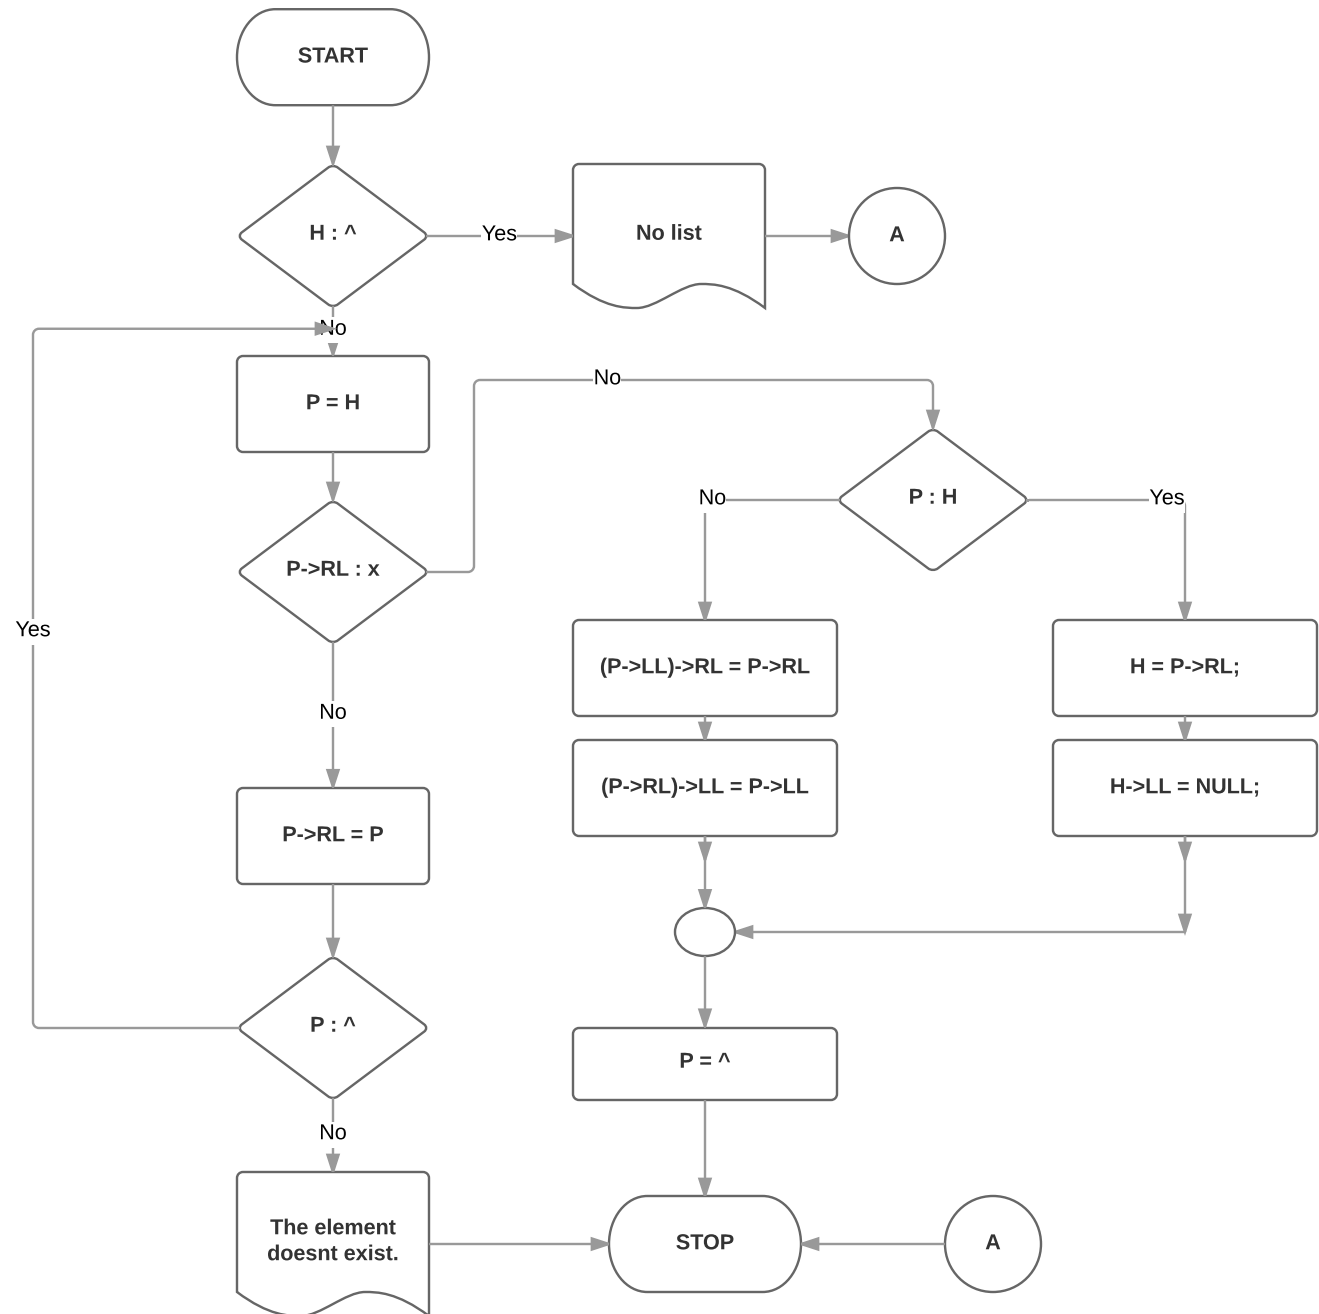 START
H : ^
Yes
No list
A
No
P = H
No
P->RL : x
P : H
No
Yes
Yes
No
(P->LL)->RL = P->RL
H = P->RL;
(P->RL)->LL = P->LL
H->LL = NULL;
P->RL = P
P : ^
P = ^
No
The element
doesnt exist.
STOP
A